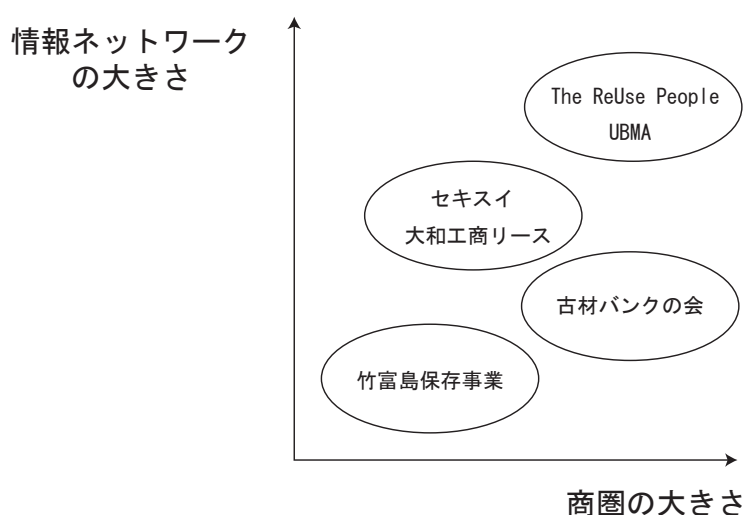 情報ネットワーク
の大きさ
The ReUse People
UBMA
セキスイ
大和工商リース
古材バンクの会
竹富島保存事業
商圏の大きさ